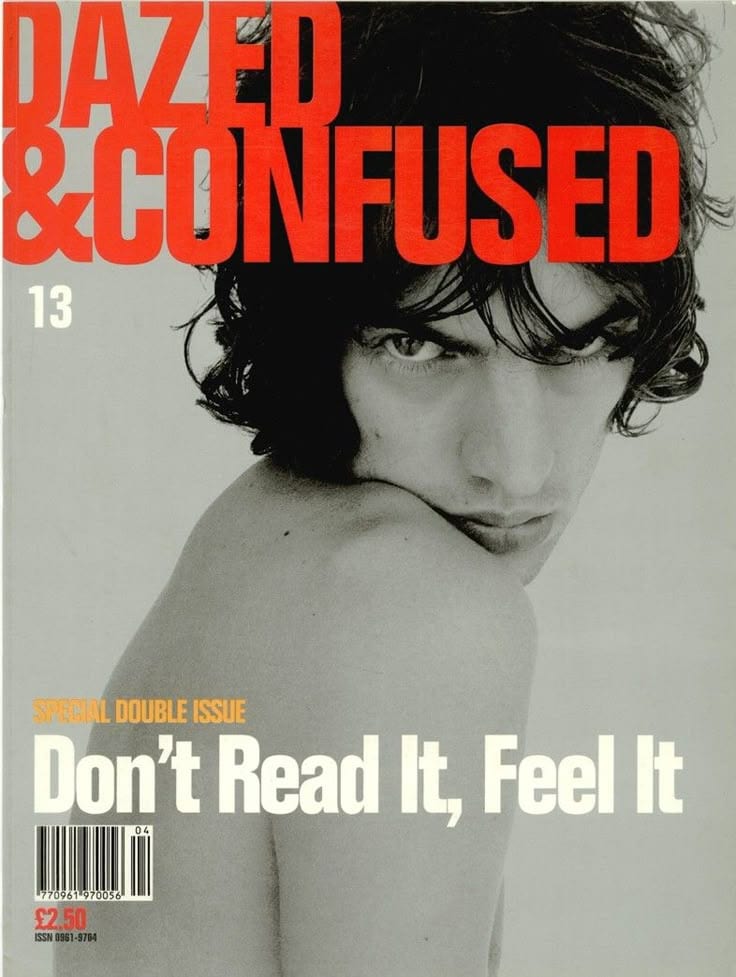 DAZED
&CONFUSED
13
SPECIAL DOUBLE ISSUE
Don't Read It, Feel It
04
770961 970056
£2.50
ISSN 0961-9704